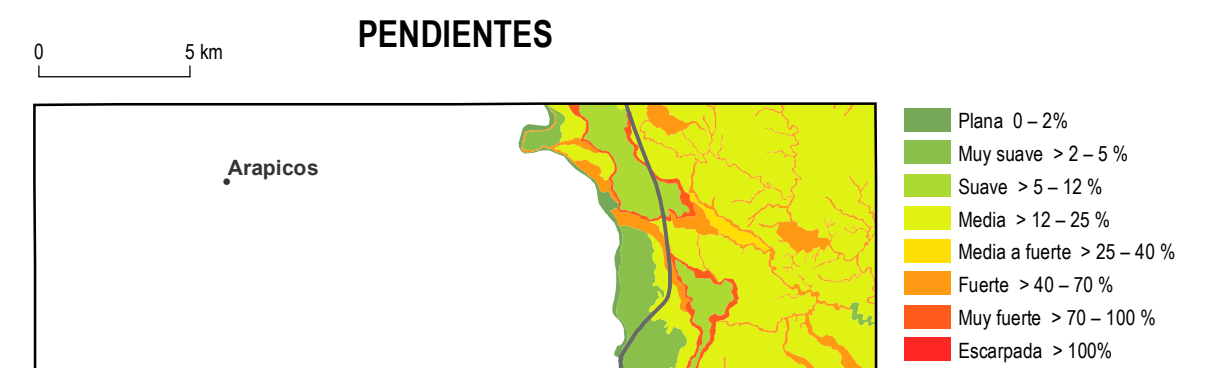 PENDIENTES
0 5 km
Arapicos
Plana 0 – 2%
Muy suave > 2 – 5 %
Suave > 5 – 12 %
Media > 12 – 25 %
Media a fuerte > 25 – 40 %
Fuerte > 40 – 70 %
Muy fuerte > 70 – 100 %
Escarpada > 100%